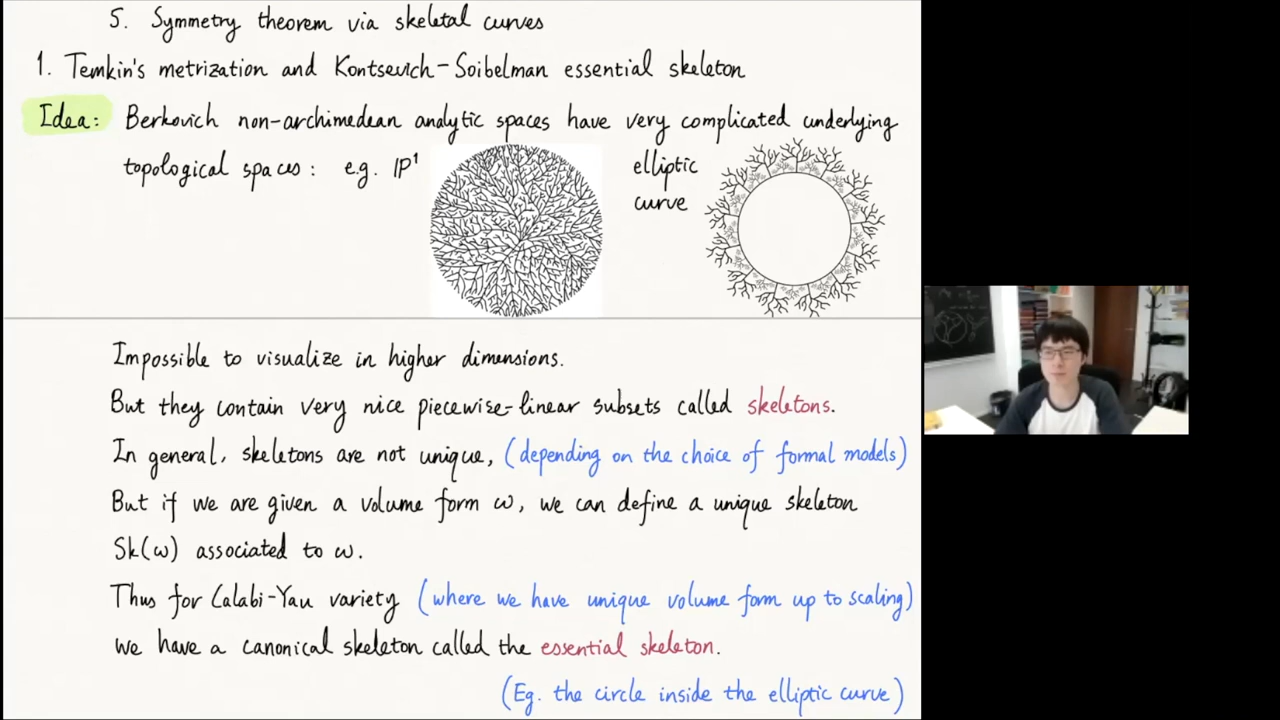 5. Symmetry theorem via skeletal curves
1. Temkin's metrization and Kontsevich-Soibelman essential skeleton
Idea: Berkovich non-archimedean analytic spaces have very complicated underlying
topological spaces: e.g. IP¹
elliptic
curve
Impossible to visualize in higher dimensions.
But they contain very nice piecewise-linear subsets called skeletons.
In general, skeletons are not unique, (depending on the choice of formal models)
But if we are given a volume form ω, we can define a unique skeleton
Sk(ω) associated to ω.
Thus for Calabi-Yau variety (where we have unique volume form up to scaling)
we have a canonical skeleton called the essential skeleton.
(Eg. the circle inside the elliptic curve)